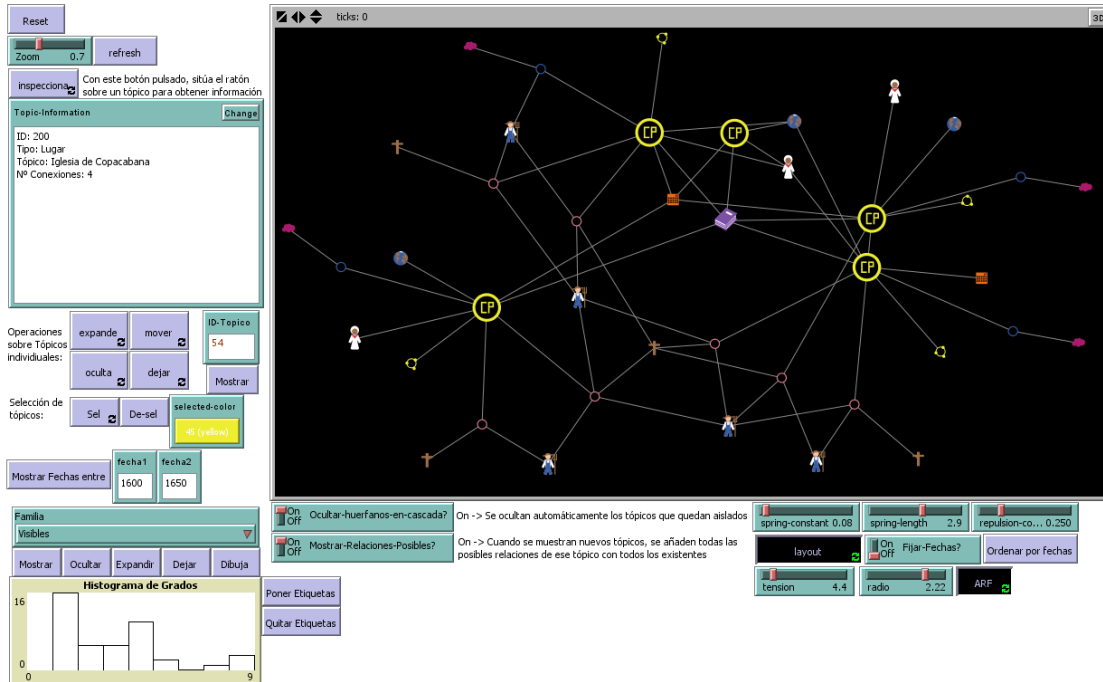 Reset
ticks: 0
3D
Zoom 0.7
refresh
inspecciona
Con este botón pulsado, sitúa el ratón
sobre un tópico para obtener información
Topic-Information
Change
ID: 200
Tipo: Lugar
Tópico: Iglesia de Copacabana
Nº Conexiones: 4
CP
CP
CP
CP
CP
Operaciones
sobre Tópicos
individuales:
expande
mover
oculta
dejar
ID-Topico
54
Mostrar
Selección de
tópicos:
Sel
De-sel
selected-color
45 (yellow)
Mostrar Fechas entre
fecha1
1600
fecha2
1650
Familia
Visibles
Mostrar
Ocultar
Expandir
Dejar
Dibuja
Histograma de Grados
16
0
0
9
Poner Etiquetas
Quitar Etiquetas
On
Off
Ocultar-huerfanos-en-cascada?
On -> Se ocultan automáticamente los tópicos que quedan aislados
On
Off
Mostrar-Relaciones-Posibles?
On -> Cuando se muestran nuevos tópicos, se añaden todas las
posibles relaciones de ese tópico con todos los existentes
spring-constant 0.08
spring-length 2.9
repulsion-co... 0.250
layout
On
Off
Fijar-Fechas?
Ordenar por fechas
tension 4.4
radio 2.22
ARF